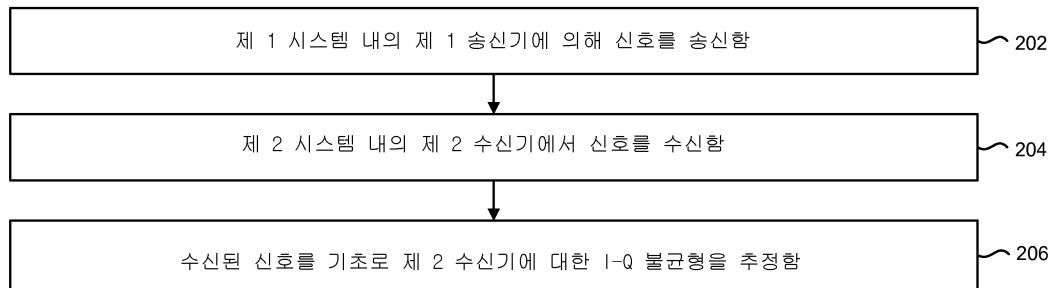 제 1 시스템 내의 제 1 송신기에 의해 신호를 송신함
202
제 2 시스템 내의 제 2 수신기에서 신호를 수신함
204
수신된 신호를 기초로 제 2 수신기에 대한 I-Q 불균형을 추정함
206